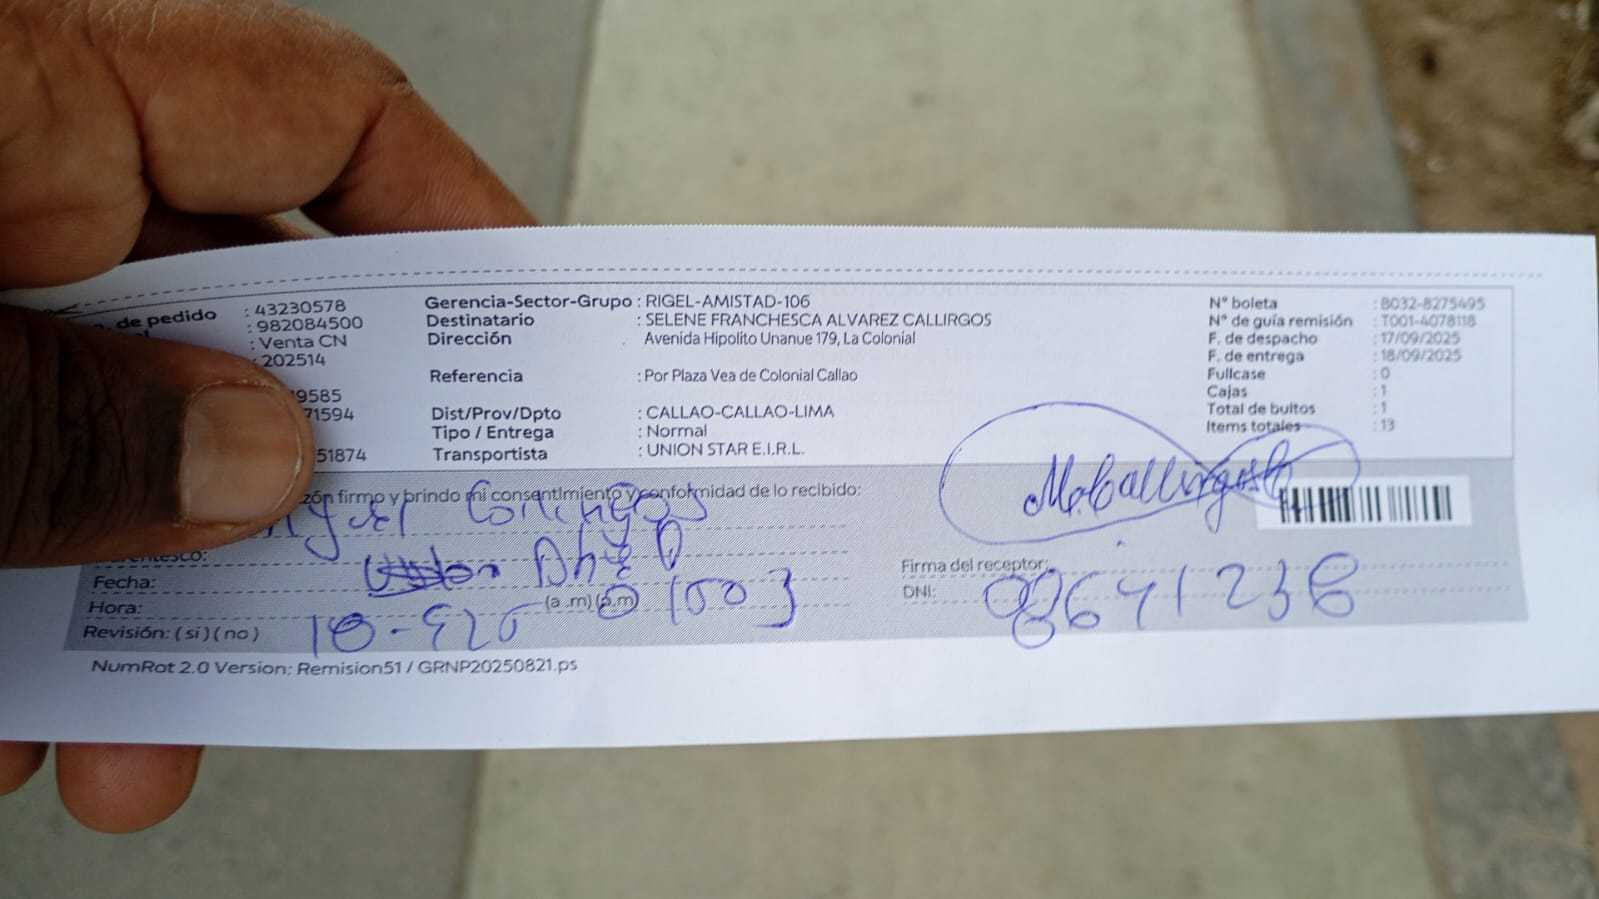 . de pedido : 43230578
: 982084500
: Venta CN
: 202514
9585
71594
51874
Gerencia-Sector-Grupo : RIGEL-AMISTAD-106
Destinatario : SELENE FRANCHESCA ALVAREZ CALLIRGOS
Dirección . Avenida Hipolito Unanue 179, La Colonial
Referencia : Por Plaza Vea de Colonial Callao
Dist/Prov/Dpto : CALLAO-CALLAO-LIMA
Tipo / Entrega : Normal
Transportista : UNION STAR E.I.R.L.
N° boleta : B032-8275495
N° de guía remisión : T001-4078118
F. de despacho : 17/09/2025
F. de entrega : 18/09/2025
Fullcase : 0
Cajas : 1
Total de bultos : 1
Items totales : 13
zón firmo y brindo mi consentimiento y conformidad de lo recibido:
M.Callirgos
Fecha:
Hora: (a .m) (p.m)
Revisión: ( si ) ( no )
Firma del receptor:
DNI:
NumRot 2.0 Version: Remision51 / GRNP20250821.ps